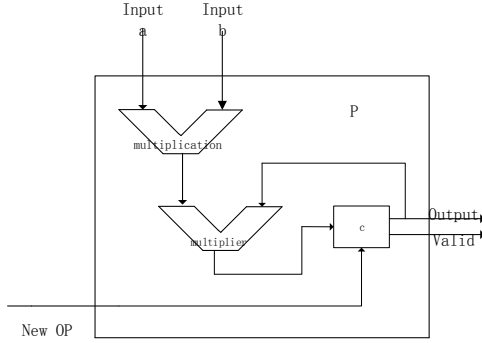 Input Input
a b
P
multiplication
multiplier
c
Output
Valid
New OP